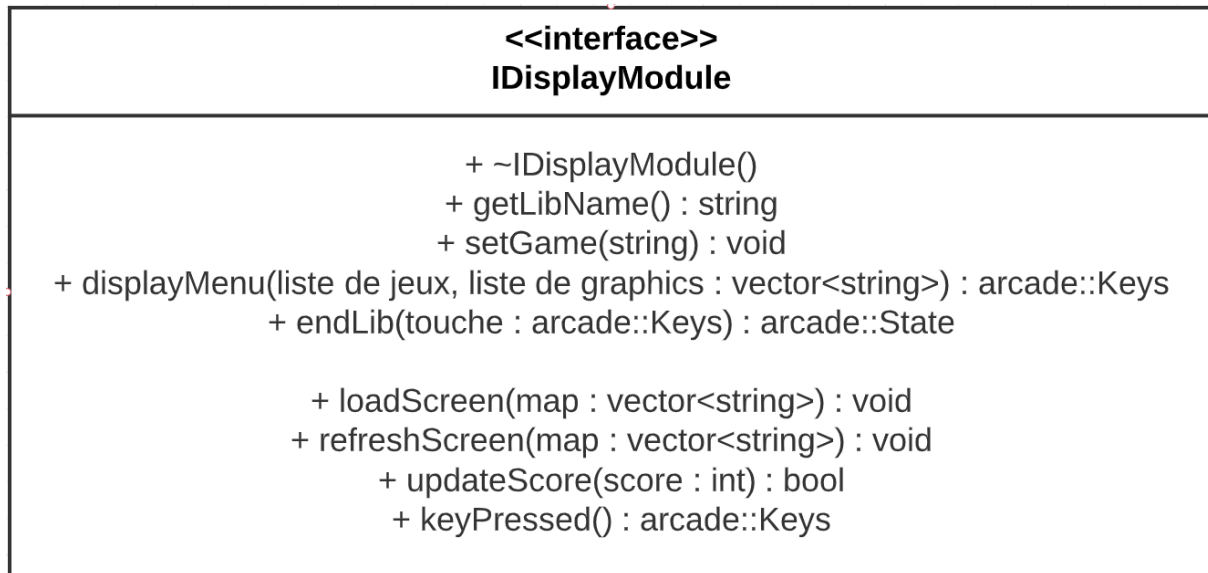 <<interface>>
IDisplayModule
+ ~IDisplayModule()
+ getLibName() : string
+ setGame(string) : void
+ displayMenu(liste de jeux, liste de graphics : vector<string>) : arcade::Keys
+ endLib(touche : arcade::Keys) : arcade::State
+ loadScreen(map : vector<string>) : void
+ refreshScreen(map : vector<string>) : void
+ updateScore(score : int) : bool
+ keyPressed() : arcade::Keys